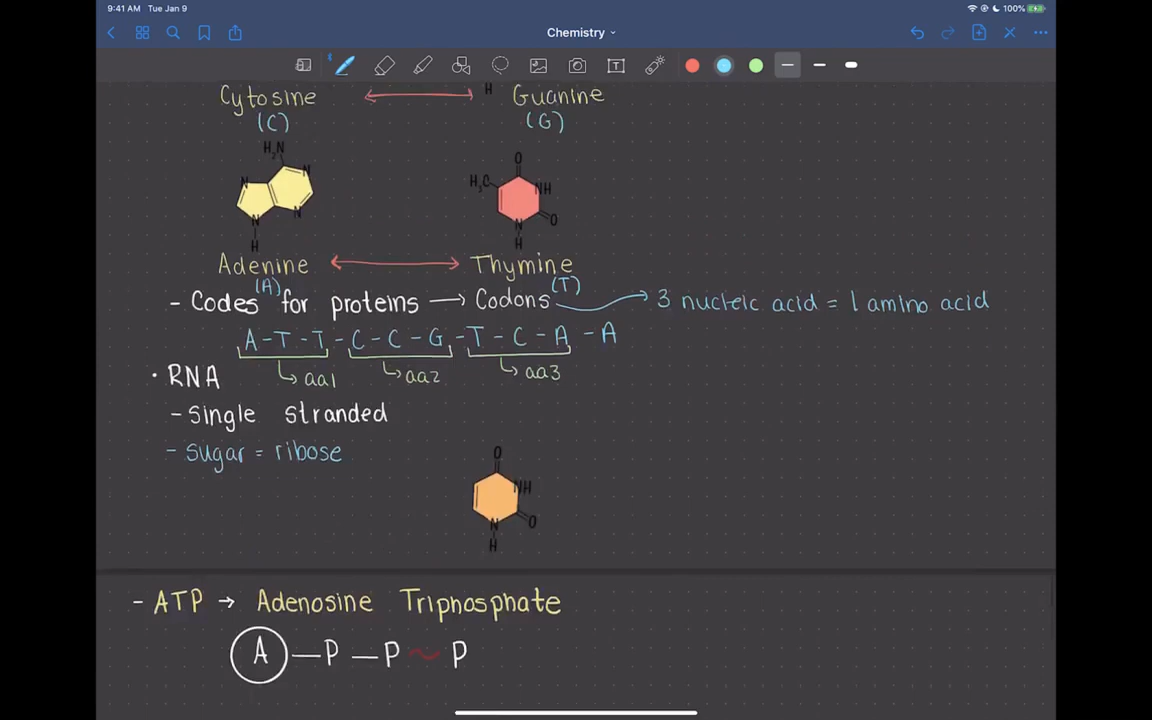 9:41 AM Tue Jan 9
100%
Chemistry
T
Cytosine H Guanine
(C) (G)
H₂N
N N N
N
H
O
H₃C NH
N O
H
Adenine Thymine
(A) (T)
- Codes for proteins → Codons → 3 nucleic acid = 1 amino acid
A - T - T - C - C - G - T - C - A - A
↳ aa1 ↳ aa2 ↳ aa3
· RNA
- Single stranded
- sugar = ribose
O
NH
N O
H
- ATP → Adenosine Triphosphate
A — P — P ~ P